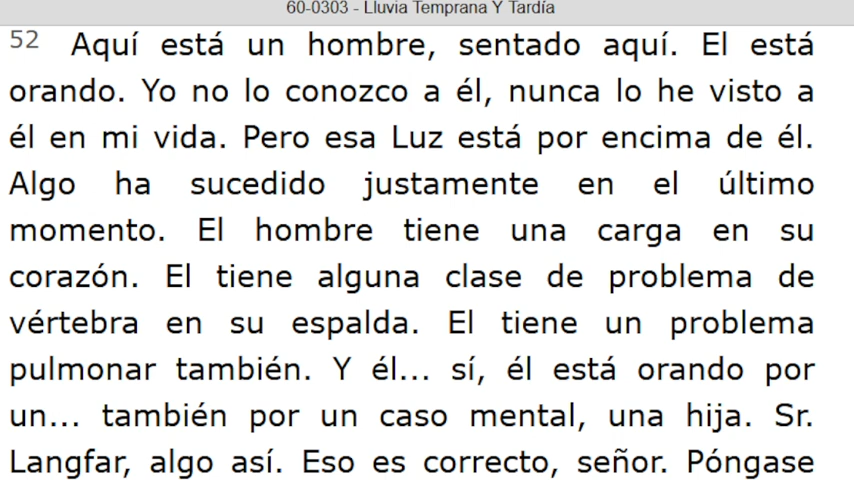 60-0303 - Lluvia Temprana Y Tardía
52 Aquí está un hombre, sentado aquí. El está
orando. Yo no lo conozco a él, nunca lo he visto a
él en mi vida. Pero esa Luz está por encima de él.
Algo ha sucedido justamente en el último
momento. El hombre tiene una carga en su
corazón. El tiene alguna clase de problema de
vértebra en su espalda. El tiene un problema
pulmonar también. Y él... sí, él está orando por
un... también por un caso mental, una hija. Sr.
Langfar, algo así. Eso es correcto, señor. Póngase